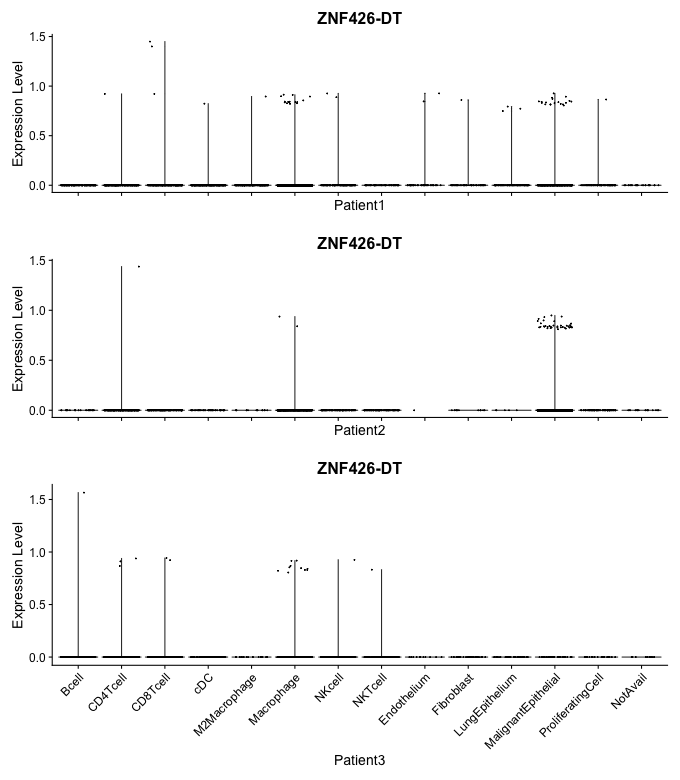 ZNF426-DT
Expression Level
1.5
1.0
0.5
0.0
Patient1
ZNF426-DT
Expression Level
1.5
1.0
0.5
0.0
Patient2
ZNF426-DT
Expression Level
1.5
1.0
0.5
0.0
Bcell
CD4Tcell
CD8Tcell
cDC
M2Macrophage
Macrophage
NKcell
NKTcell
Endothelium
Fibroblast
LungEpithelium
MalignantEpithelial
ProliferatingCell
NotAvail
Patient3